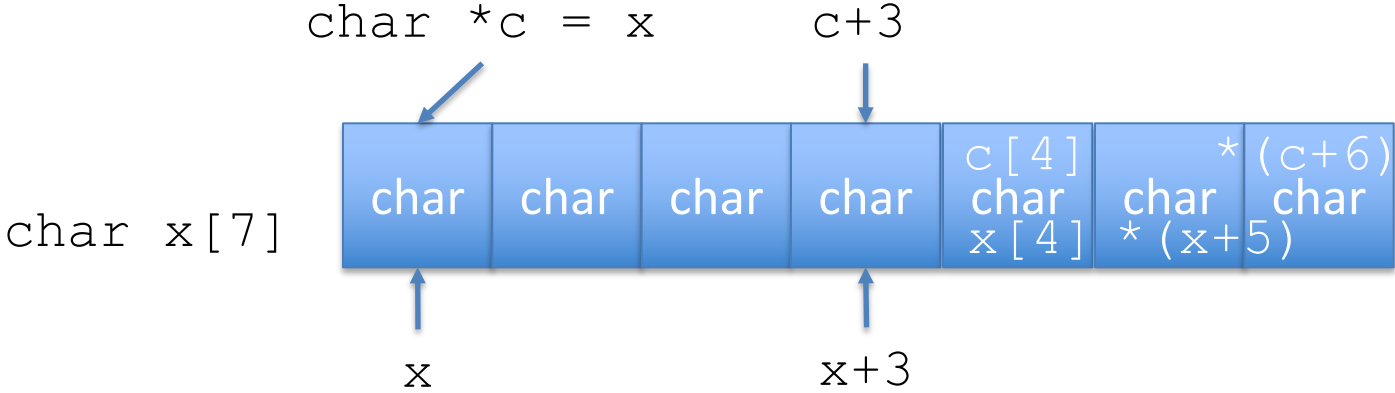 char *c = x
c+3
c[4]
*(c+6)
char char char char char char char
char x[7]
x[4]
*(x+5)
x
x+3